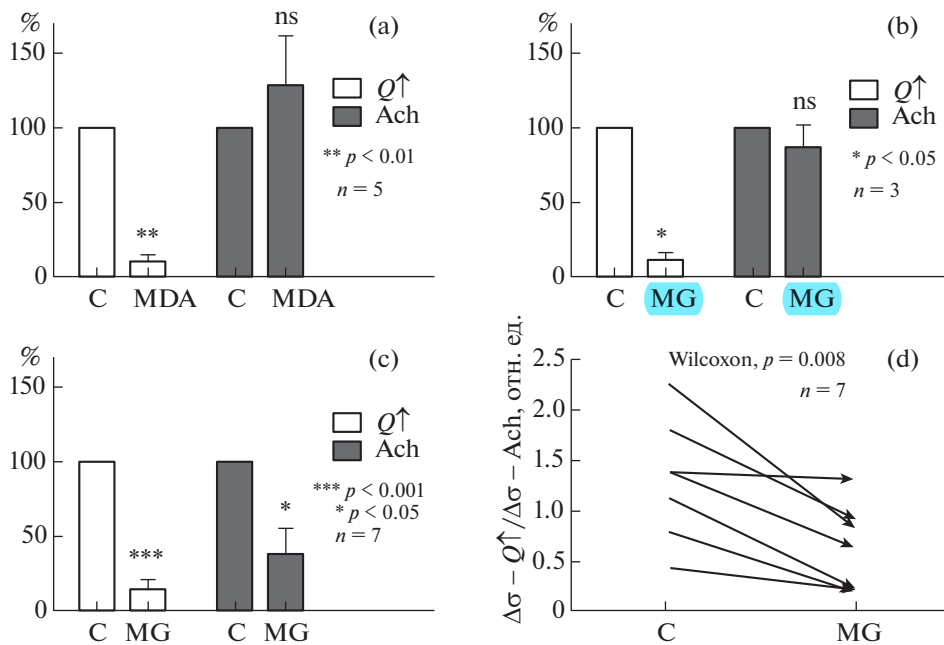 %
(a)
ns
150
Q↑
Ach
100
** p < 0.01
n = 5
50
**
0
C MDA C MDA
%
(b)
150
Q↑
Ach
ns
100
* p < 0.05
n = 3
50
*
0
C MG C MG
%
(c)
150
Q↑
Ach
100
*** p < 0.001
* p < 0.05
n = 7
*
50
***
0
C MG C MG
Δσ – Q↑/Δσ – Ach, отн. ед.
2.5
Wilcoxon, p = 0.008
(d)
n = 7
2.0
1.5
1.0
0.5
0
C MG